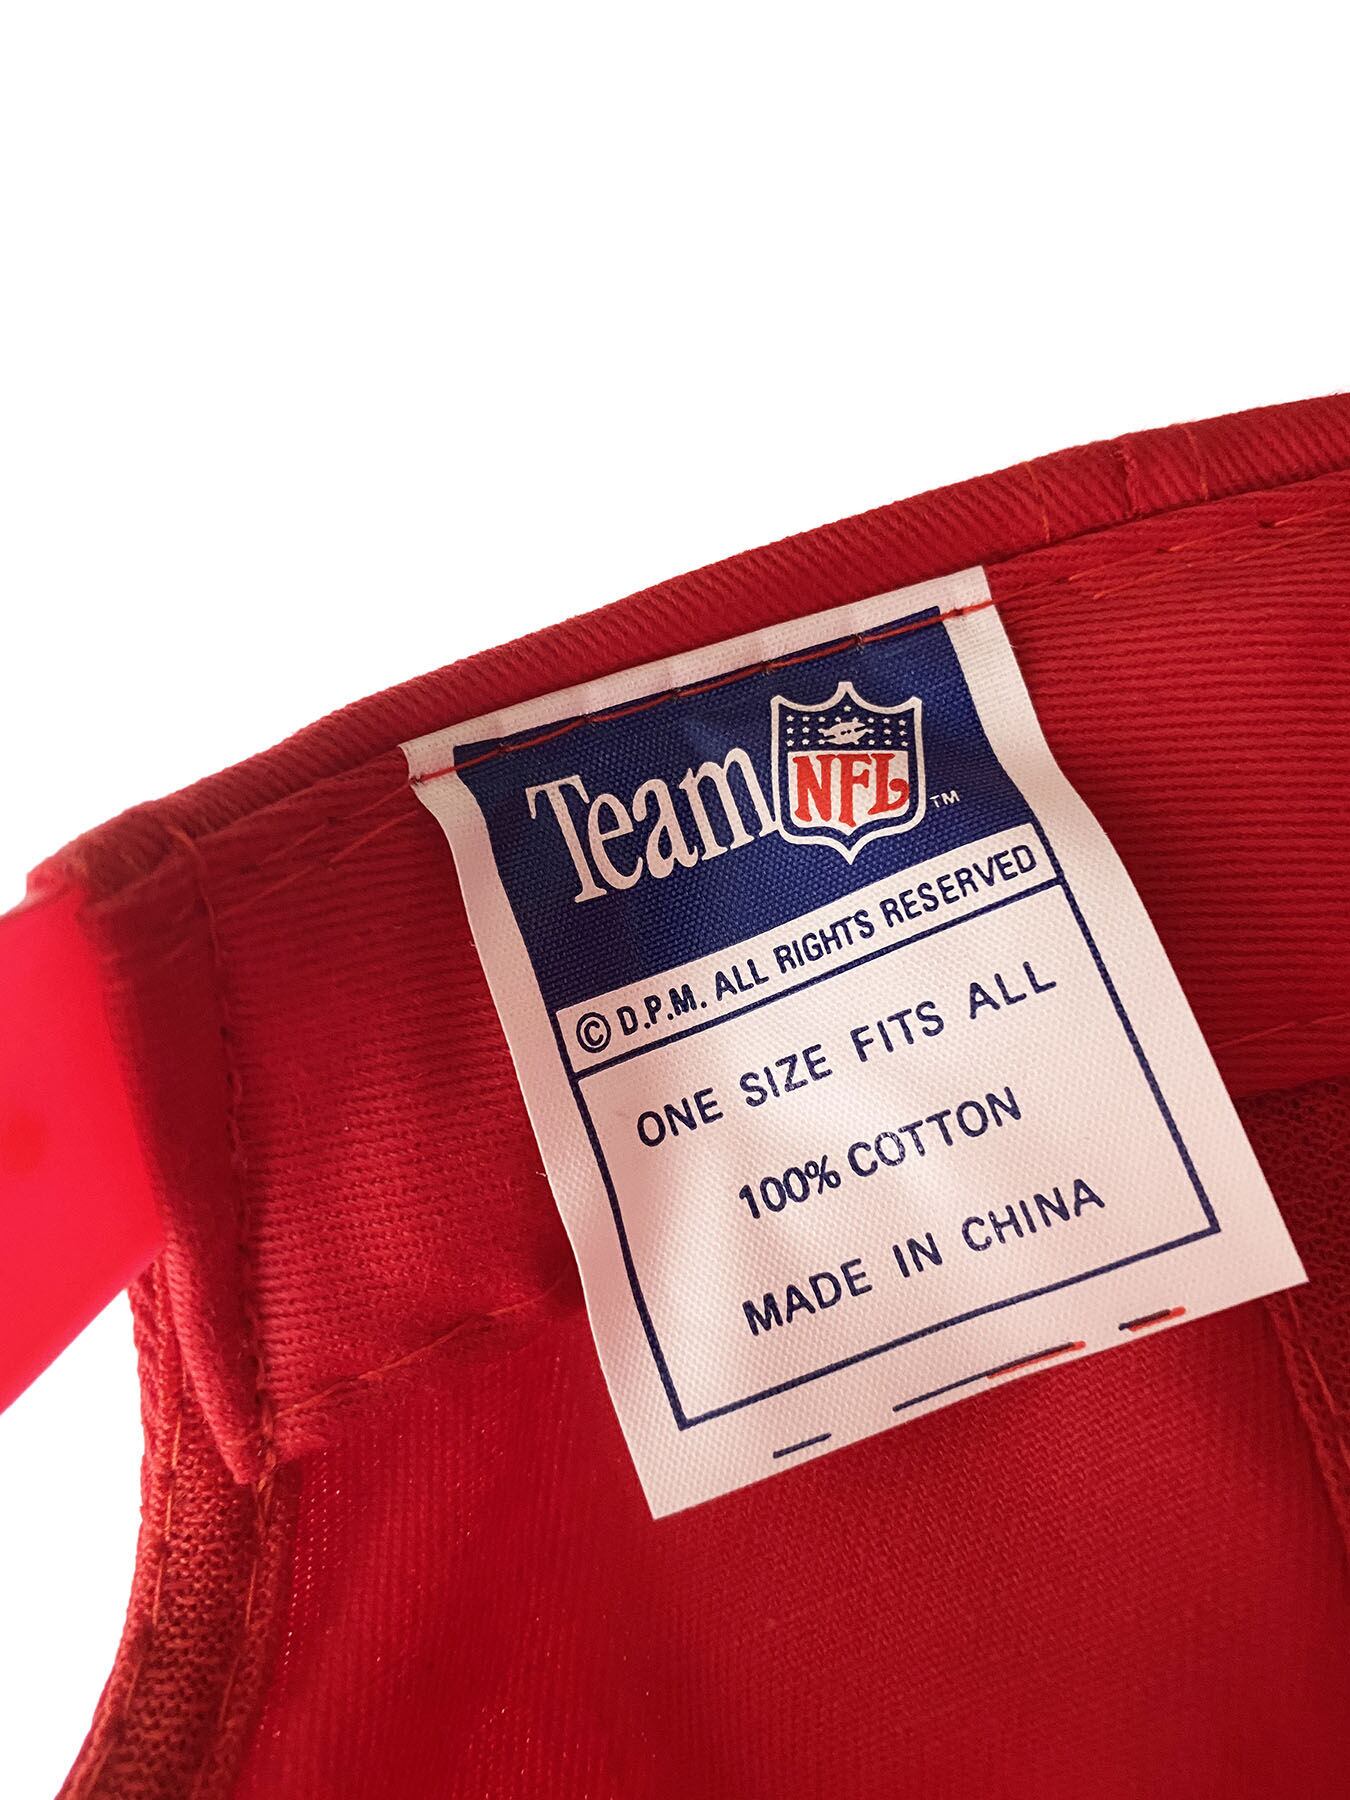 Team NFL ™
© D.P.M. ALL RIGHTS RESERVED
ONE SIZE FITS ALL
100% COTTON
MADE IN CHINA